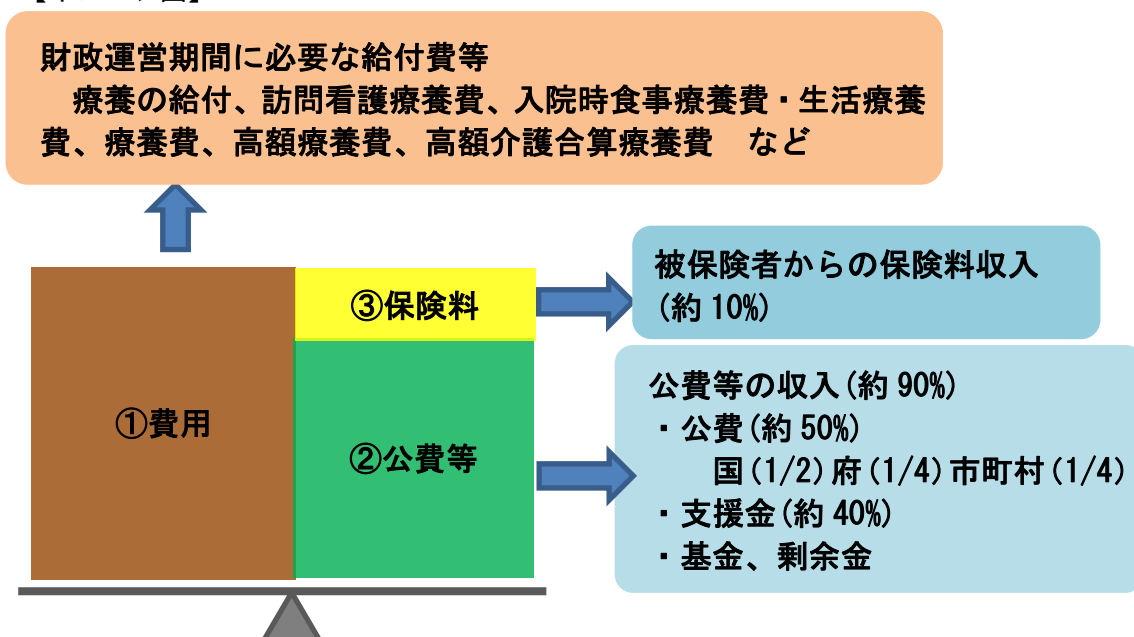 財政運営期間に必要な給付費等
療養の給付、訪問看護療養費、入院時食事療養費・生活療養
費、療養費、高額療養費、高額介護合算療養費　など
被保険者からの保険料収入
(約 10%)
③保険料
①費用
②公費等
公費等の収入(約 90%)
・公費(約 50%)
国(1/2)府(1/4)市町村(1/4)
・支援金(約 40%)
・基金、剰余金